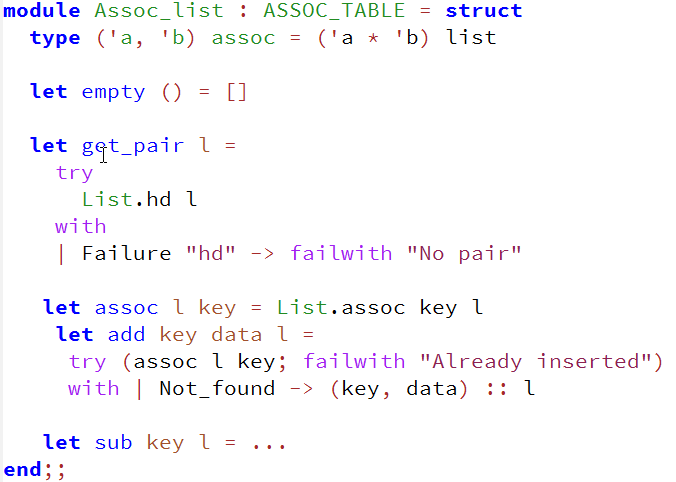 module Assoc_list : ASSOC_TABLE = struct
  type ('a, 'b) assoc = ('a * 'b) list

  let empty () = []

  let get_pair l =
    try
      List.hd l
    with
    | Failure "hd" -> failwith "No pair"

   let assoc l key = List.assoc key l
    let add key data l =
     try (assoc l key; failwith "Already inserted")
     with | Not_found -> (key, data) :: l

   let sub key l = ...
end;;